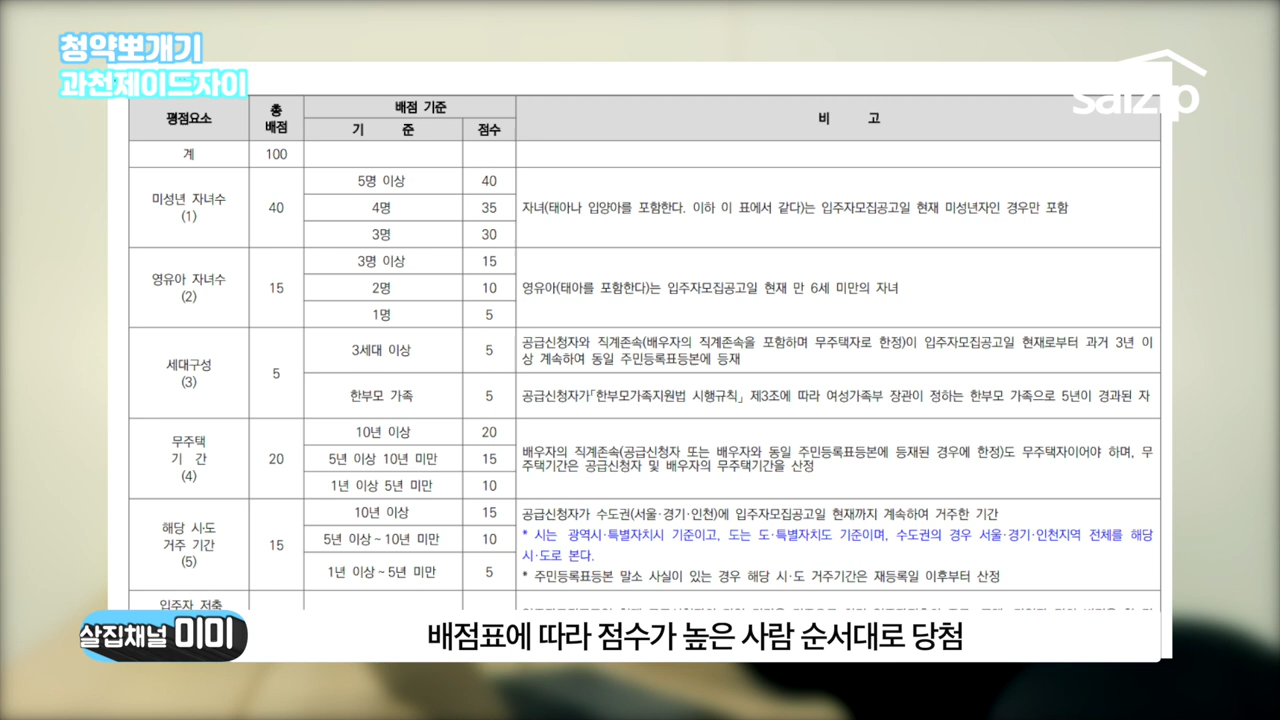 청약뽀개기
과천제이드자이
salzip
평점요소 총 배점 배점 기준 비 고
기 준 점수
계 100
미성년 자녀수 (1) 40 5명 이상 40 자녀(태아나 입양아를 포함한다. 이하 이 표에서 같다)는 입주자모집공고일 현재 미성년자인 경우만 포함
4명 35
3명 30
영유아 자녀수 (2) 15 3명 이상 15 영유아(태아를 포함한다)는 입주자모집공고일 현재 만 6세 미만의 자녀
2명 10
1명 5
세대구성 (3) 5 3세대 이상 5 공급신청자와 직계존속(배우자의 직계존속을 포함하며 무주택자로 한정)이 입주자모집공고일 현재로부터 과거 3년 이
상 계속하여 동일 주민등록표등본에 등재
한부모 가족 5 공급신청자가「한부모가족지원법 시행규칙」 제3조에 따라 여성가족부 장관이 정하는 한부모 가족으로 5년이 경과된 자
무주택 기 간 (4) 20 10년 이상 20 배우자의 직계존속(공급신청자 또는 배우자와 동일 주민등록표등본에 등재된 경우에 한정)도 무주택자이어야 하며, 무
주택기간은 공급신청자 및 배우자의 무주택기간을 산정
5년 이상 10년 미만 15
1년 이상 5년 미만 10
해당 시·도 거주 기간 (5) 15 10년 이상 15 공급신청자가 수도권(서울·경기·인천)에 입주자모집공고일 현재까지 계속하여 거주한 기간
5년 이상~10년 미만 10 * 시는 광역시·특별자치시 기준이고, 도는 도·특별자치도 기준이며, 수도권의 경우 서울·경기·인천지역 전체를 해당
시·도로 본다.
1년 이상~5년 미만 5 * 주민등록표등본 말소 사실이 있는 경우 해당 시·도 거주기간은 재등록일 이후부터 산정
입주자 저축
살집채널 미미
배점표에 따라 점수가 높은 사람 순서대로 당첨